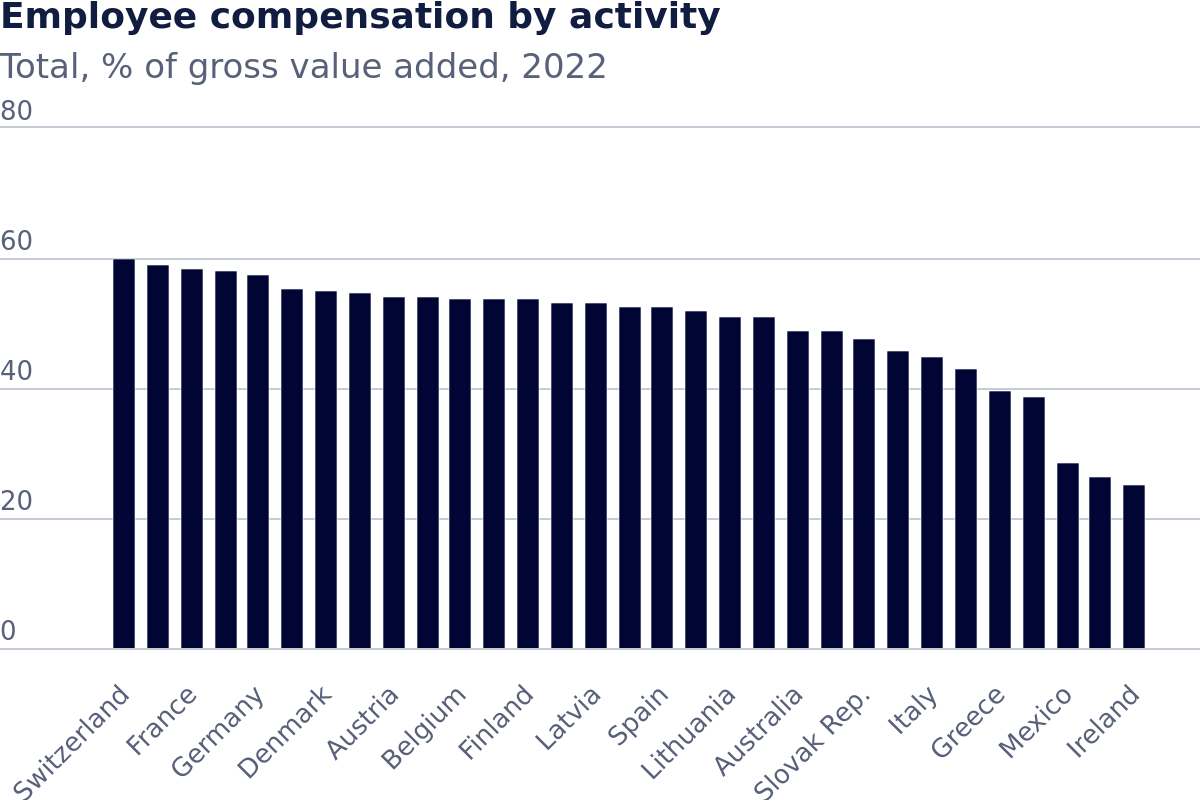 Employee compensation by activity
Total, % of gross value added, 2022
80
60
40
20
0
Switzerland
France
Germany
Denmark
Austria
Belgium
Finland
Latvia
Spain
Lithuania
Australia
Slovak Rep.
Italy
Greece
Mexico
Ireland